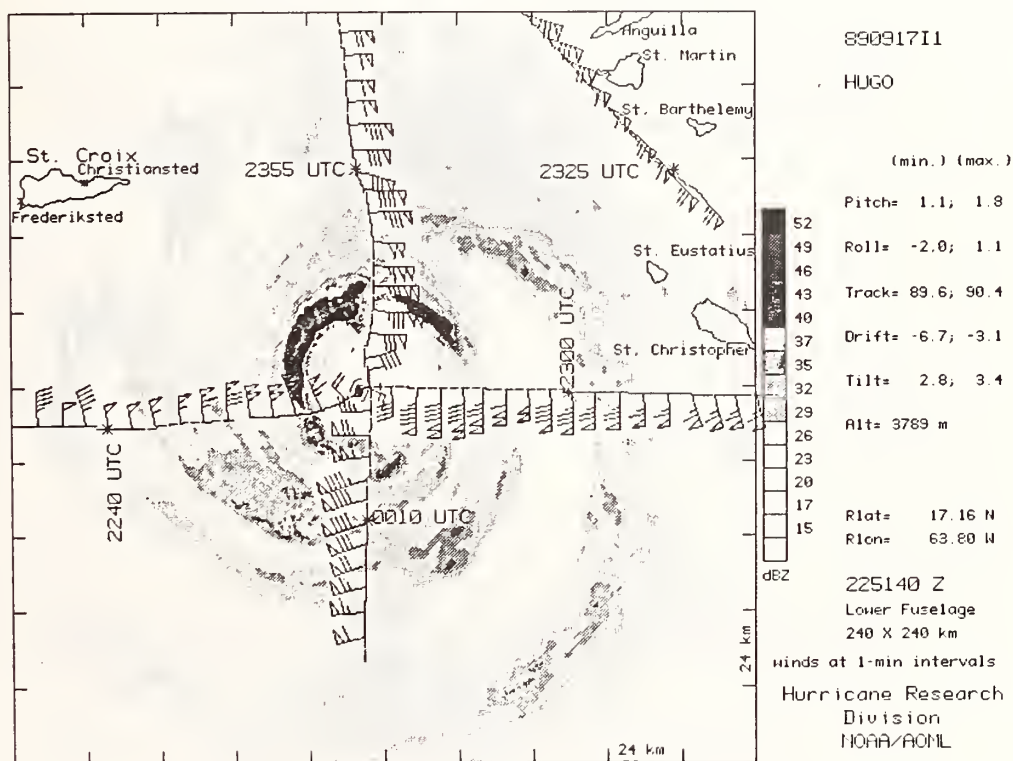 Anguilla
St. Martin
St. Barthelemy
St. Croix
Christiansted
Frederiksted
2355 UTC
2325 UTC
St. Eustatius
St. Christopher
2300 UTC
2240 UTC
0010 UTC
24 km
24 km
52
49
46
43
40
37
35
32
29
26
23
20
17
15
dBZ
890917I1
HUGO
(min.) (max.)
Pitch= 1.1; 1.8
Roll= -2.0; 1.1
Track= 89.6; 90.4
Drift= -6.7; -3.1
Tilt= 2.8; 3.4
Alt= 3789 m
Rlat= 17.16 N
Rlon= 63.80 W
225140 Z
Lower Fuselage
240 X 240 km
winds at 1-min intervals
Hurricane Research
Division
NOAA/AOML